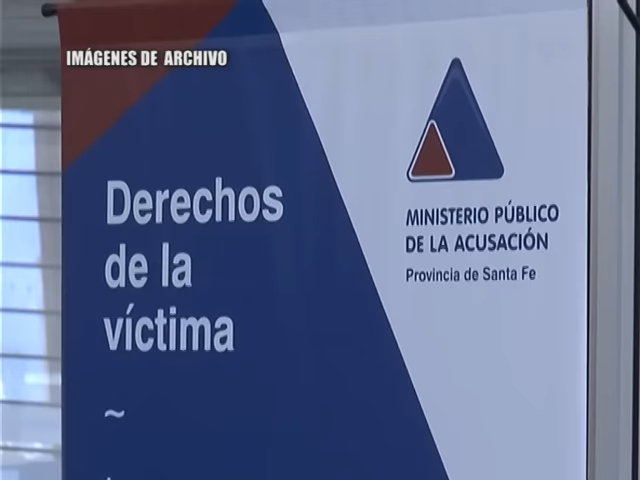 IMÁGENES DE ARCHIVO
Derechos
de la
víctima
~
MINISTERIO PÚBLICO
DE LA ACUSACIÓN
Provincia de Santa Fe